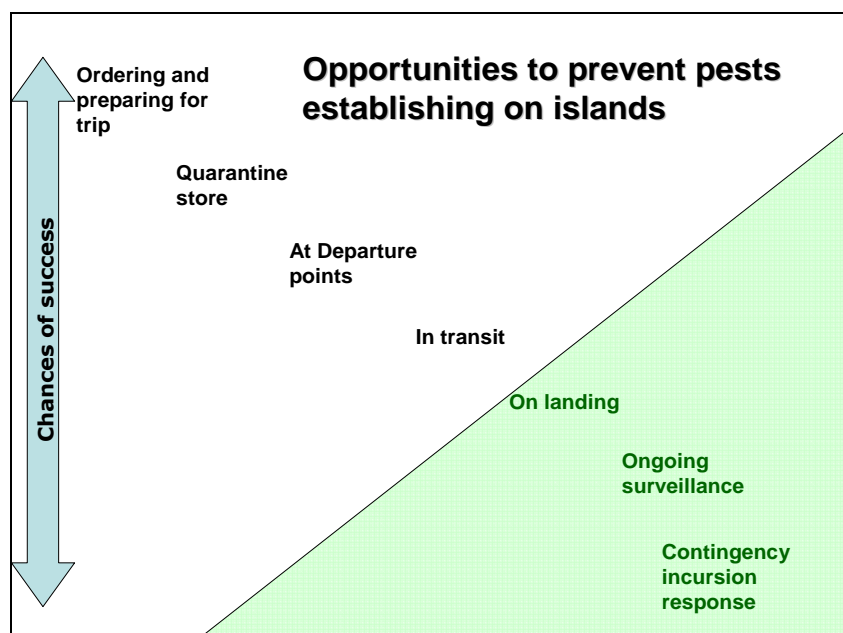 Opportunities to prevent pests
establishing on islands
Ordering and
preparing for
trip
Quarantine
store
At Departure
points
In transit
On landing
Ongoing
surveillance
Contingency
incursion
response
Chances of success